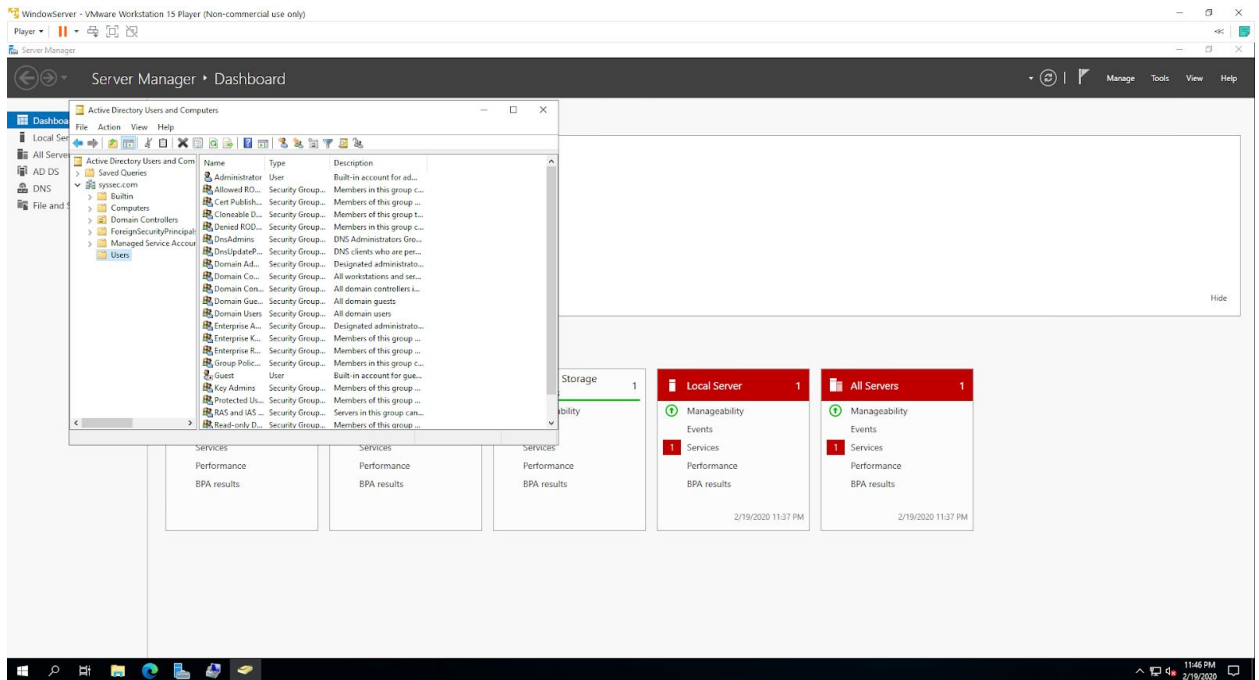 WindowServer - VMware Workstation 15 Player (Non-commercial use only)
Player
Server Manager
Server Manager • Dashboard
Manage Tools View Help
Dashboa
Local Ser
All Server
AD DS
DNS
File and S
Active Directory Users and Computers
File Action View Help
Active Directory Users and Com
Saved Queries
syssec.com
Builtin
Computers
Domain Controllers
ForeignSecurityPrincipals
Managed Service Accour
Users
Name Type Description
Administrator User Built-in account for ad...
Allowed RO... Security Group... Members in this group c...
Cert Publish... Security Group... Members of this group ...
Cloneable D... Security Group... Members of this group t...
Denied ROD... Security Group... Members in this group c...
DnsAdmins Security Group... DNS Administrators Gro...
DnsUpdateP... Security Group... DNS clients who are per...
Domain Ad... Security Group... Designated administrato...
Domain Co... Security Group... All workstations and ser...
Domain Con... Security Group... All domain controllers i...
Domain Gue... Security Group... All domain guests
Domain Users Security Group... All domain users
Enterprise A... Security Group... Designated administrato...
Enterprise K... Security Group... Members of this group ...
Enterprise R... Security Group... Members of this group ...
Group Polic... Security Group... Members in this group c...
Guest User Built-in account for gue...
Key Admins Security Group... Members of this group ...
Protected Us... Security Group... Members of this group ...
RAS and IAS ... Security Group... Servers in this group can...
Read-only D... Security Group... Members of this group ...
Hide
Services
Performance
BPA results
Services
Performance
BPA results
Storage 1
bility
Services
Performance
BPA results
Local Server 1
Manageability
Events
1 Services
Performance
BPA results
2/19/2020 11:37 PM
All Servers 1
Manageability
Events
1 Services
Performance
BPA results
2/19/2020 11:37 PM
11:46 PM
2/19/2020